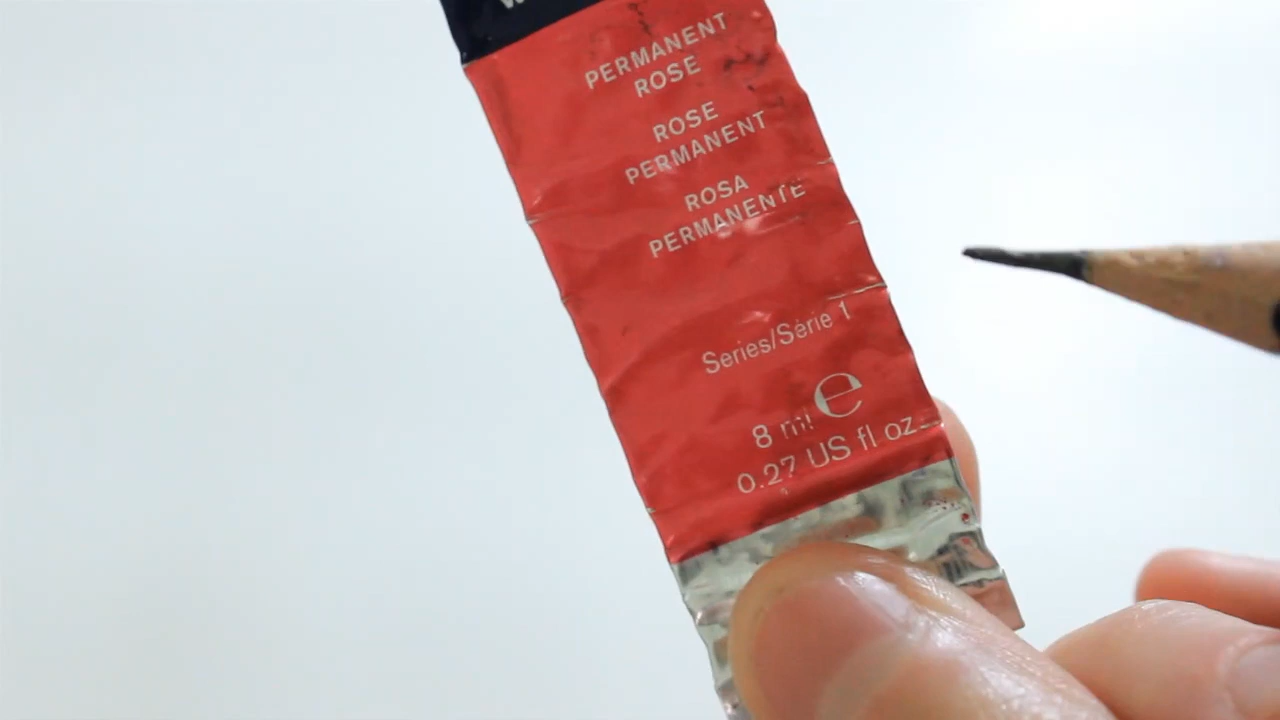 PERMANENT
ROSE
ROSE
PERMANENT
ROSA
PERMANENTE
Series/Série 1
8 ml ℮
0.27 US fl oz